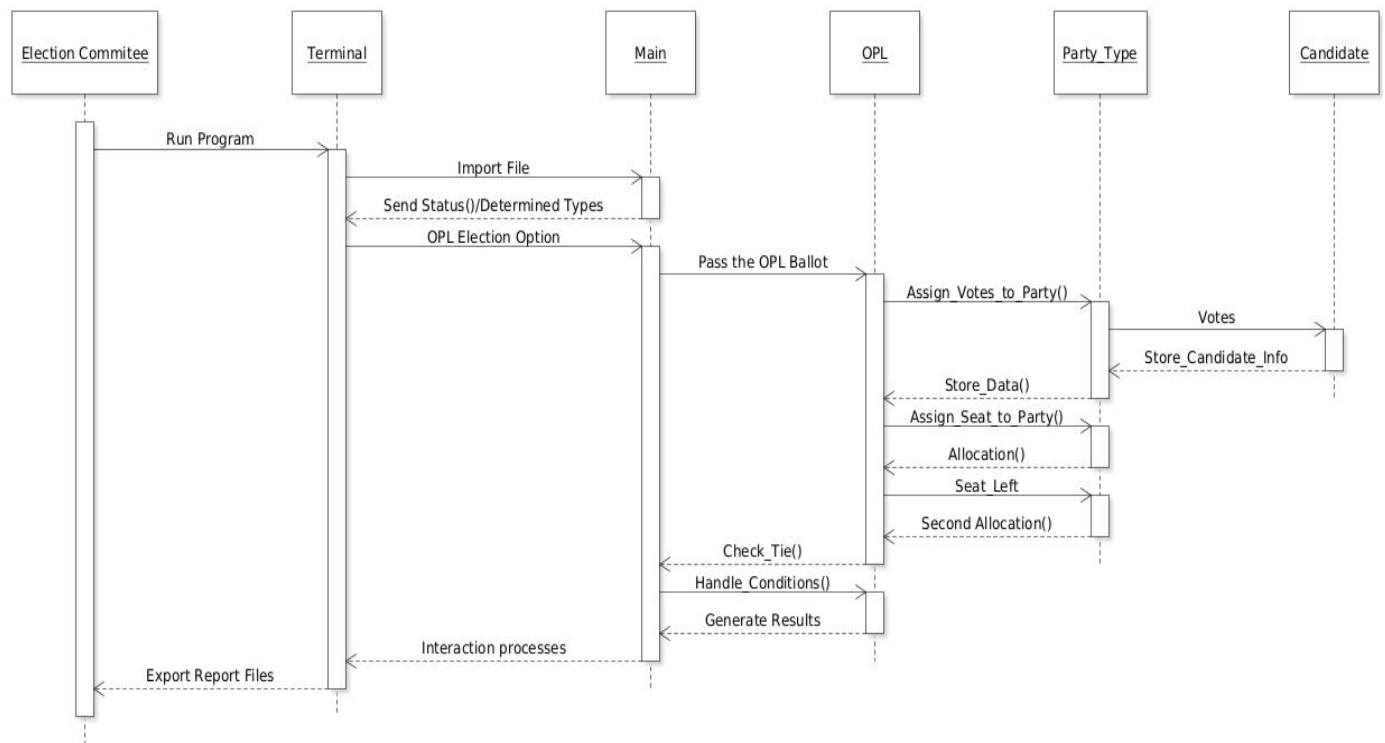 Election Commitee
Terminal
Main
OPL
Party_Type
Candidate
Run Program
Import File
Send Status()/Determined Types
OPL Election Option
Pass the OPL Ballot
Assign_Votes_to_Party()
Votes
Store_Candidate_Info
Store_Data()
Assign_Seat_to_Party()
Allocation()
Seat_Left
Second Allocation()
Check_Tie()
Handle_Conditions()
Generate Results
Interaction processes
Export Report Files